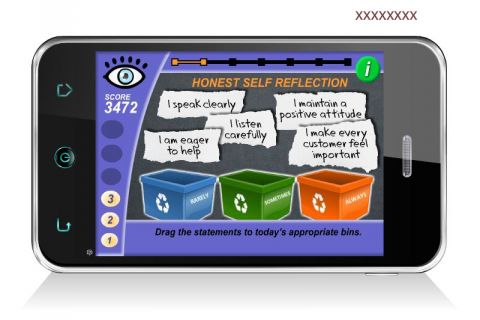 XXXXXXXX
i
HONEST SELF REFLECTION
SCORE
3472
I speak clearly
I maintain a
positive attitude
I listen
carefully
I am eager
to help
I make every
customer feel
important
3
2
1
RARELY
SOMETIMES
ALWAYS
Drag the statements to today's appropriate bins.